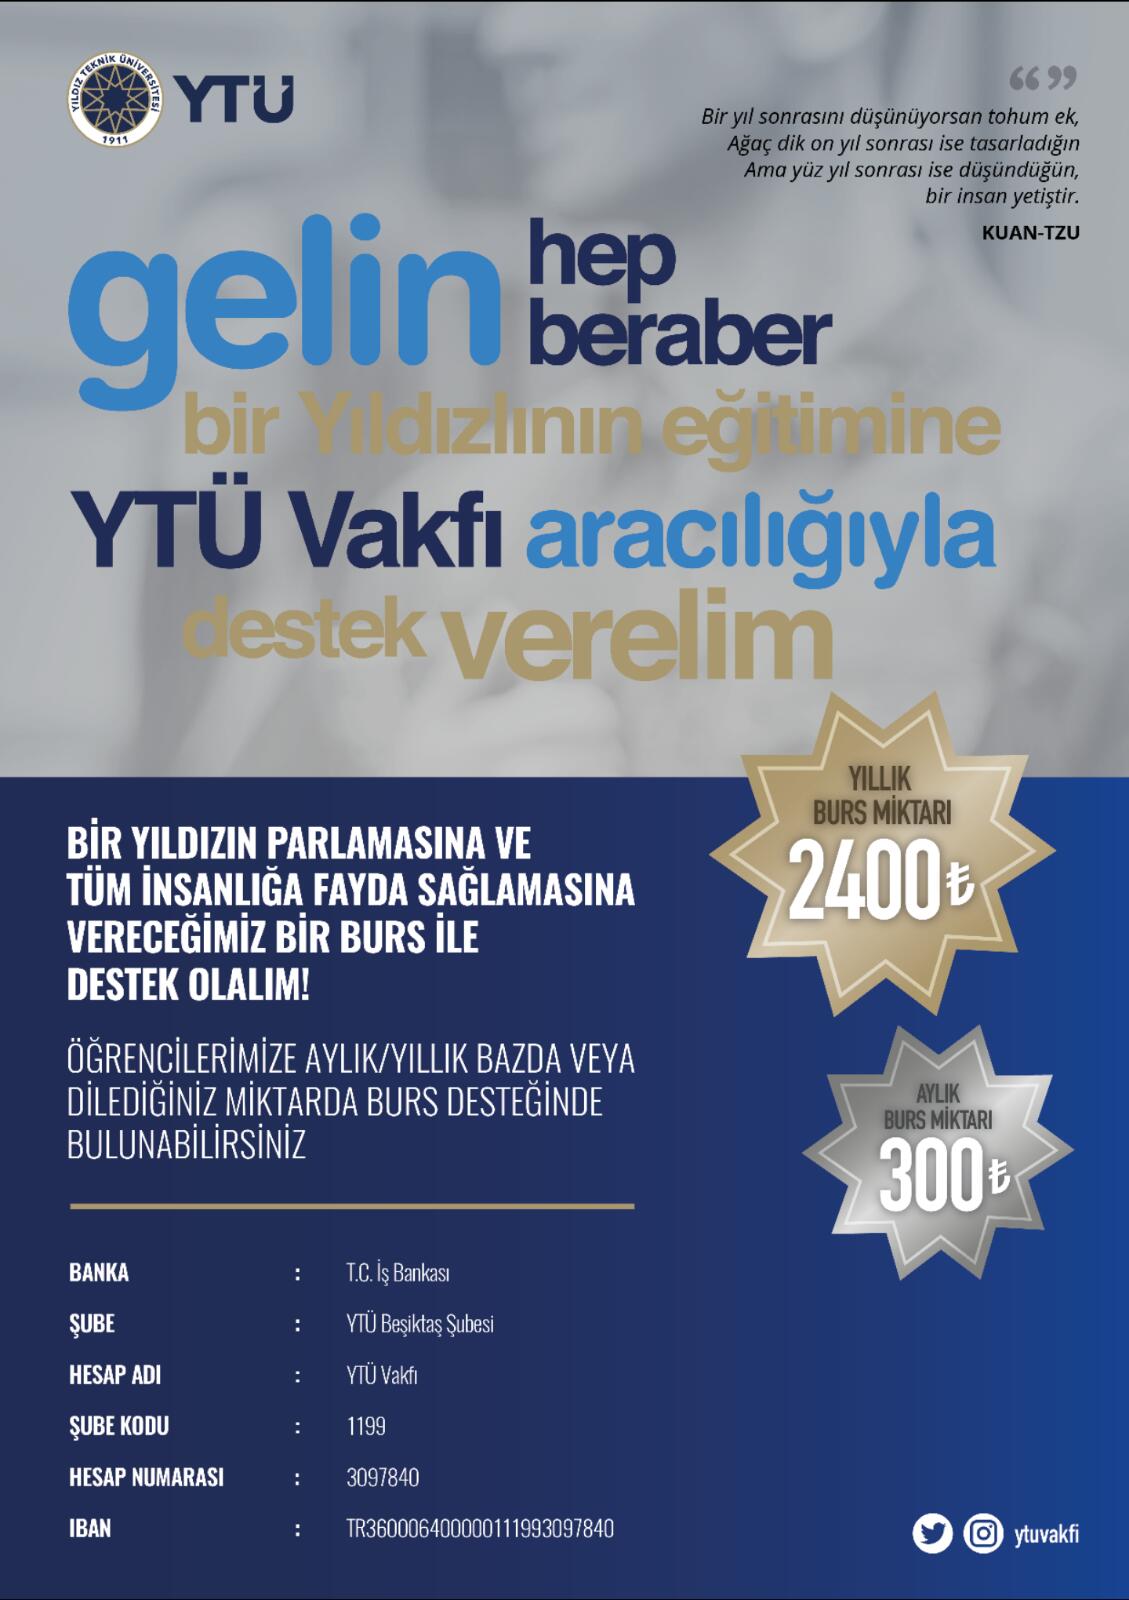 YILDIZ TEKNİK ÜNİVERSİTESİ
1911
YTÜ
Bir yıl sonrasını düşünüyorsan tohum ek,
Ağaç dik on yıl sonrası ise tasarladığın
Ama yüz yıl sonrası ise düşündüğün,
bir insan yetiştir.
KUAN-TZU
gelin hep
beraber
bir Yıldızlının eğitimine
YTÜ Vakfı aracılığıyla
destek verelim
YILLIK
BURS MİKTARI
2400₺
BİR YILDIZIN PARLAMASINA VE
TÜM İNSANLIĞA FAYDA SAĞLAMASINA
VERECEĞİMİZ BİR BURS İLE
DESTEK OLALIM!
ÖĞRENCİLERİMİZE AYLIK/YILLIK BAZDA VEYA
DİLEDİĞİNİZ MİKTARDA BURS DESTEĞİNDE
BULUNABİLİRSİNİZ
AYLIK
BURS MİKTARI
300₺
BANKA : T.C. İş Bankası
ŞUBE : YTÜ Beşiktaş Şubesi
HESAP ADI : YTÜ Vakfı
ŞUBE KODU : 1199
HESAP NUMARASI : 3097840
IBAN : TR360006400000111993097840
ytuvakfi